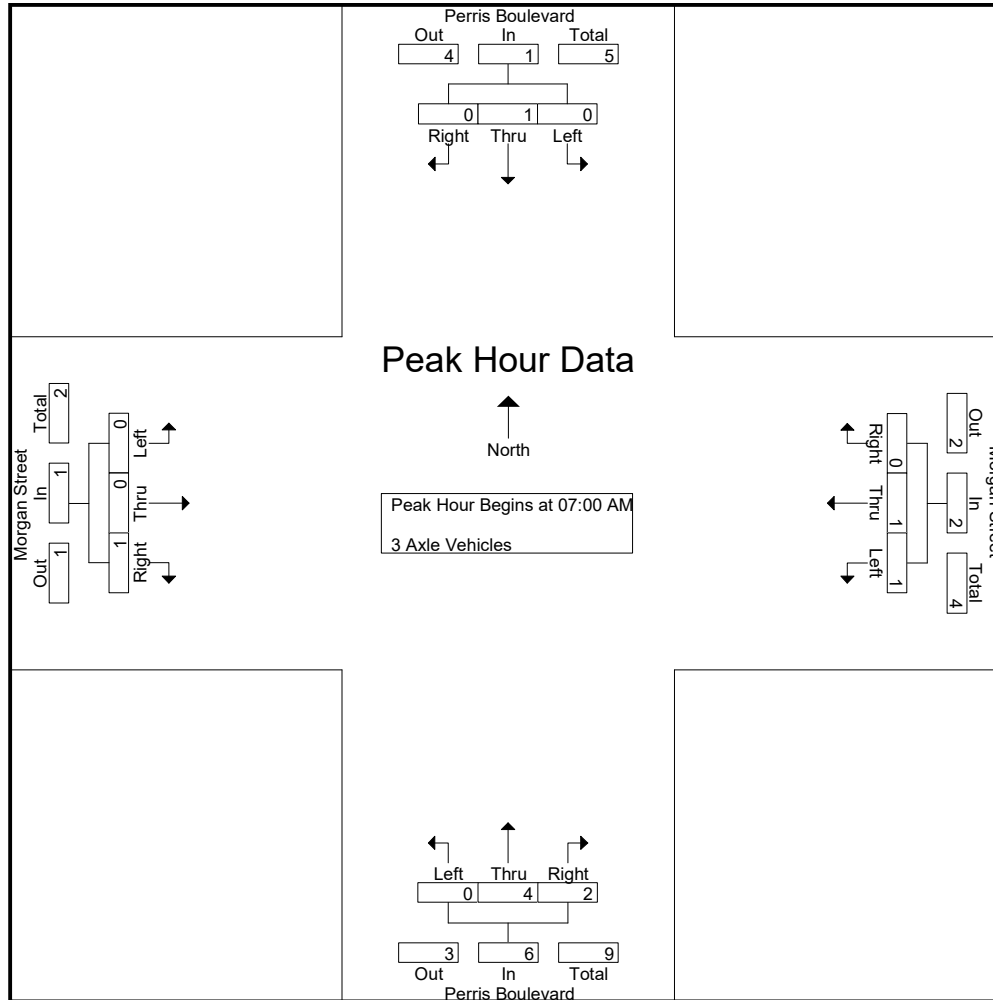 Perris Boulevard
Out In Total
4 1 5
0 1 0
Right Thru Left
Peak Hour Data
North
Peak Hour Begins at 07:00 AM
3 Axle Vehicles
Morgan Street
Out In Total
1 1 2
Left Thru Right
0 0 1
Out In Total
2 2 4
Right Thru Left
0 1 1
Left Thru Right
0 4 2
3 6 9
Out In Total
Perris Boulevard